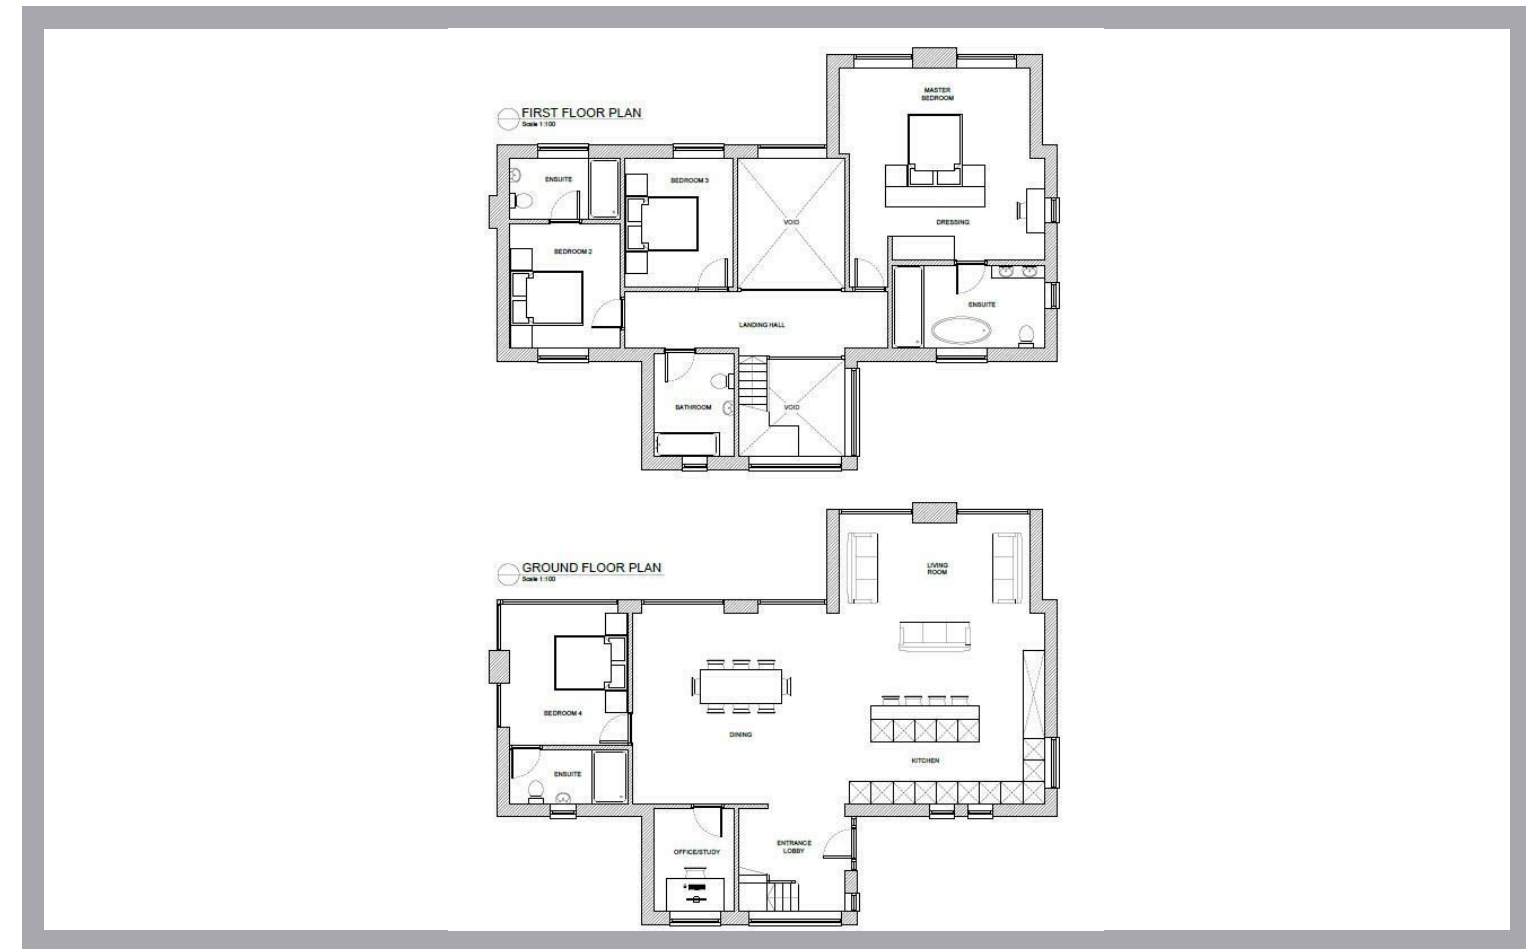 FIRST FLOOR PLAN
Scale 1:100
MASTER
BEDROOM
ENSUITE
BEDROOM 3
VOID
DRESSING
BEDROOM 2
ENSUITE
LANDING HALL
BATHROOM
VOID
GROUND FLOOR PLAN
Scale 1:100
LIVING
ROOM
BEDROOM 4
DINING
KITCHEN
ENSUITE
OFFICE/STUDY
ENTRANCE
LOBBY